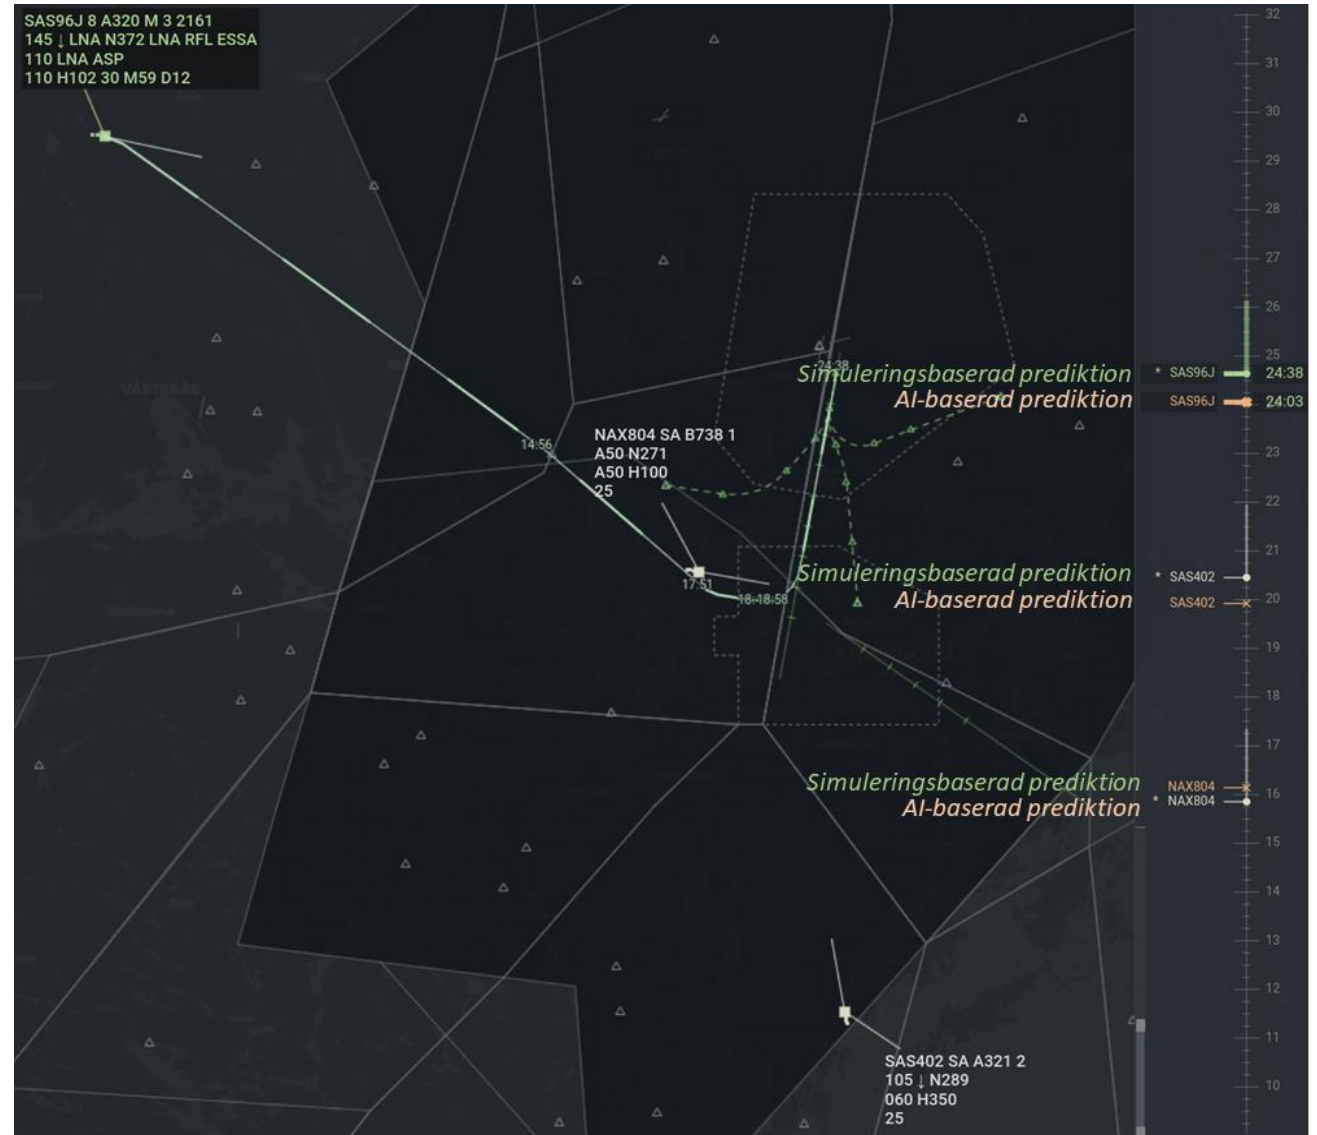 SAS96J 8 A320 M 3 2161
145 ↓ LNA N372 LNA RFL ESSA
110 LNA ASP
110 H102 30 M59 D12
32
31
30
29
28
27
26
25
24:38
Simuleringsbaserad prediktion
* SAS96J
24:38
AI-baserad prediktion
SAS96J
24:03
VÄSTERÅS
14:56
NAX804 SA B738 1
A50 N271
A50 H100
25
23
22
21
17:51
18:18:58
Simuleringsbaserad prediktion
* SAS402
AI-baserad prediktion
SAS402
20
19
18
17
Simuleringsbaserad prediktion
NAX804
16
AI-baserad prediktion
* NAX804
15
14
13
12
11
SAS402 SA A321 2
105 ↓ N289
060 H350
25
10